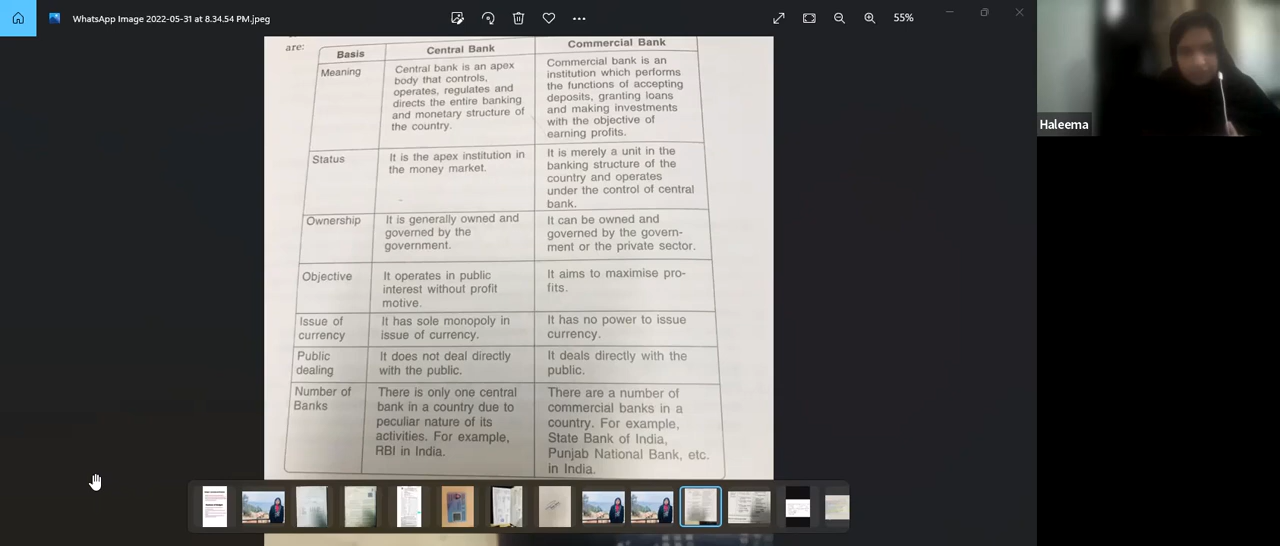 WhatsApp Image 2022-05-31 at 8.34.54 PM.jpeg
55%
Haleema
are:
Basis
Central Bank
Commercial Bank
Meaning
Central bank is an apex
body that controls,
operates, regulates and
directs the entire banking
and monetary structure of
the country.
Commercial bank is an
institution which performs
the functions of accepting
deposits, granting loans
and making investments
with the objective of
earning profits.
Status
It is the apex institution in
the money market.
It is merely a unit in the
banking structure of the
country and operates
under the control of central
bank.
Ownership
It is generally owned and
governed by the
government.
It can be owned and
governed by the govern-
ment or the private sector.
Objective
It operates in public
interest without profit
motive.
It aims to maximise pro-
fits.
Issue of
currency
It has sole monopoly in
issue of currency.
It has no power to issue
currency.
Public
dealing
It does not deal directly
with the public.
It deals directly with the
public.
Number of
Banks
There is only one central
bank in a country due to
peculiar nature of its
activities. For example,
RBI in India.
There are a number of
commercial banks in a
country. For example,
State Bank of India,
Punjab National Bank, etc.
in India.